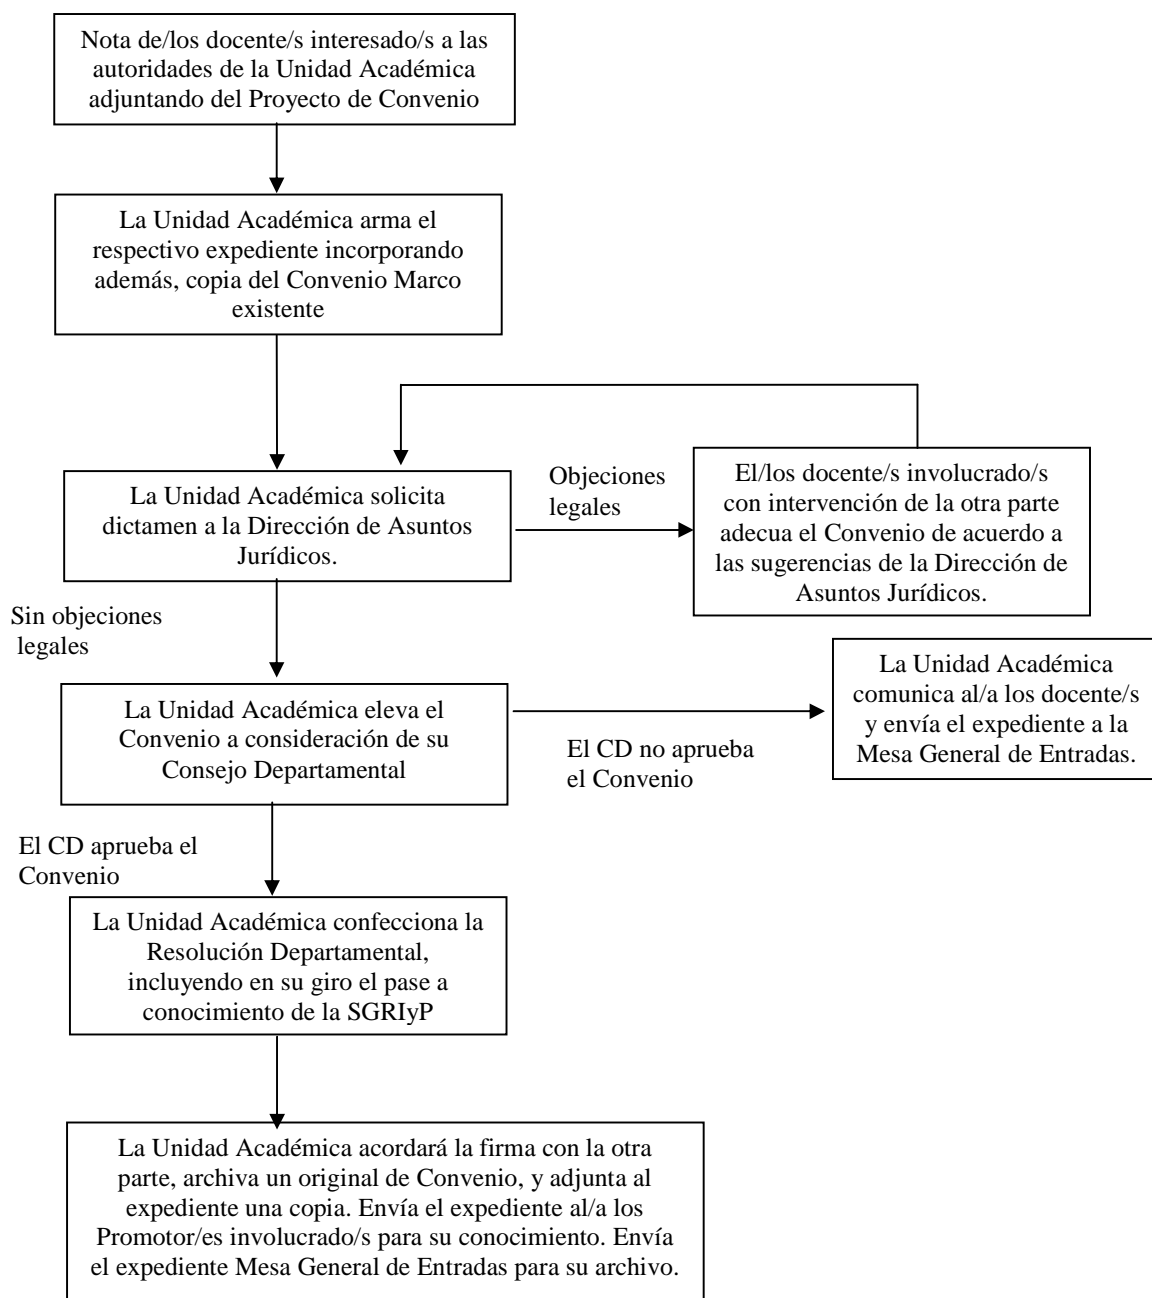 Nota de/los docente/s interesado/s a las
autoridades de la Unidad Académica
adjuntando del Proyecto de Convenio
La Unidad Académica arma el
respectivo expediente incorporando
además, copia del Convenio Marco
existente
La Unidad Académica solicita
dictamen a la Dirección de Asuntos
Jurídicos.
Objeciones
legales
El/los docente/s involucrado/s
con intervención de la otra parte
adecua el Convenio de acuerdo a
las sugerencias de la Dirección de
Asuntos Jurídicos.
Sin objeciones
legales
La Unidad Académica eleva el
Convenio a consideración de su
Consejo Departamental
El CD no aprueba
el Convenio
La Unidad Académica
comunica al/a los docente/s
y envía el expediente a la
Mesa General de Entradas.
El CD aprueba el
Convenio
La Unidad Académica confecciona la
Resolución Departamental,
incluyendo en su giro el pase a
conocimiento de la SGRIyP
La Unidad Académica acordará la firma con la otra
parte, archiva un original de Convenio, y adjunta al
expediente una copia. Envía el expediente al/a los
Promotor/es involucrado/s para su conocimiento. Envía
el expediente Mesa General de Entradas para su archivo.